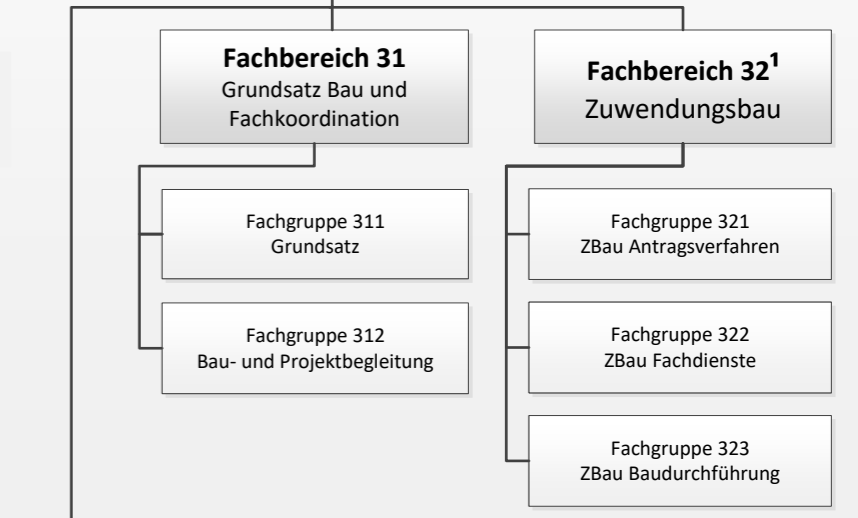 Fachbereich 31
Grundsatz Bau und
Fachkoordination
Fachgruppe 311
Grundsatz
Fachgruppe 312
Bau- und Projektbegleitung
Fachbereich 32¹
Zuwendungsbau
Fachgruppe 321
ZBau Antragsverfahren
Fachgruppe 322
ZBau Fachdienste
Fachgruppe 323
ZBau Baudurchführung